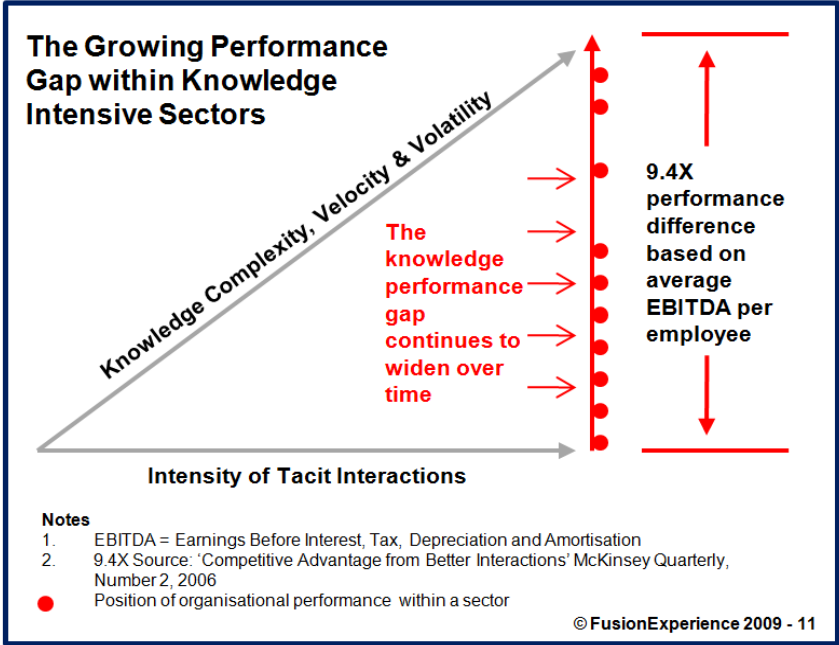 The Growing Performance
Gap within Knowledge
Intensive Sectors
Knowledge Complexity, Velocity & Volatility
The
knowledge
performance
gap
continues to
widen over
time
9.4X
performance
difference
based on
average
EBITDA per
employee
Intensity of Tacit Interactions
Notes
1. EBITDA = Earnings Before Interest, Tax, Depreciation and Amortisation
2. 9.4X Source: ‘Competitive Advantage from Better Interactions’ McKinsey Quarterly,
Number 2, 2006
Position of organisational performance within a sector
© FusionExperience 2009 - 11